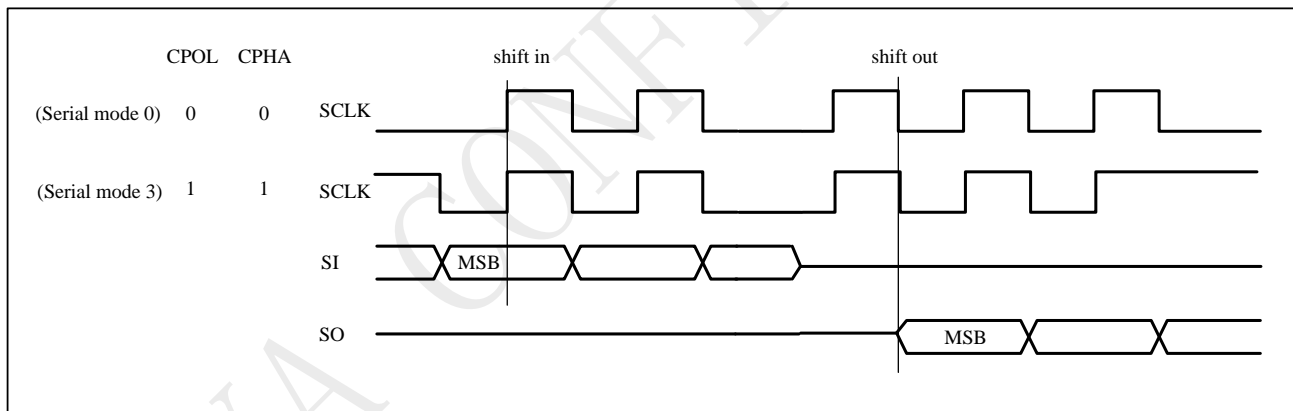 CPOL CPHA shift in shift out
(Serial mode 0) 0 0 SCLK
(Serial mode 3) 1 1 SCLK
SI MSB
SO MSB